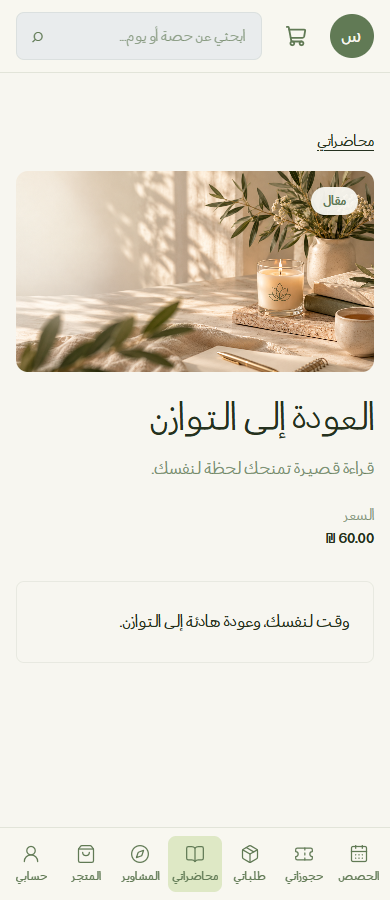 س
ابحثي عن حصة أو يوم...
محاضراتي
مقال
العودة إلى التوازن
قراءة قصيرة تمنحك لحظة لنفسك.
السعر
60.00 ₪
وقت لنفسك، وعودة هادئة إلى التوازن.
الحصص
حجوزاتي
طلباتي
محاضراتي
المشاوير
المتجر
حسابي